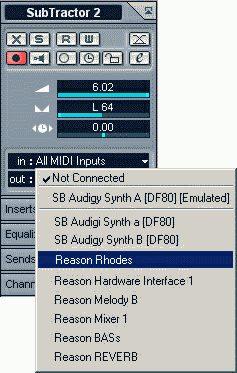 SubTractor 2
X S R W
e
6.02
L 64
0.00
in : All MIDI Inputs
out :
Not Connected
SB Audigy Synth A [DF80] [Emulated]
SB Audigi Synth a [DF80]
SB Audigy Synth B [DF80]
Reason Rhodes
Reason Hardware Interface 1
Reason Melody B
Reason Mixer 1
Reason BASs
Reason REVERB
Inserts
Equaliz
Sends
Chann